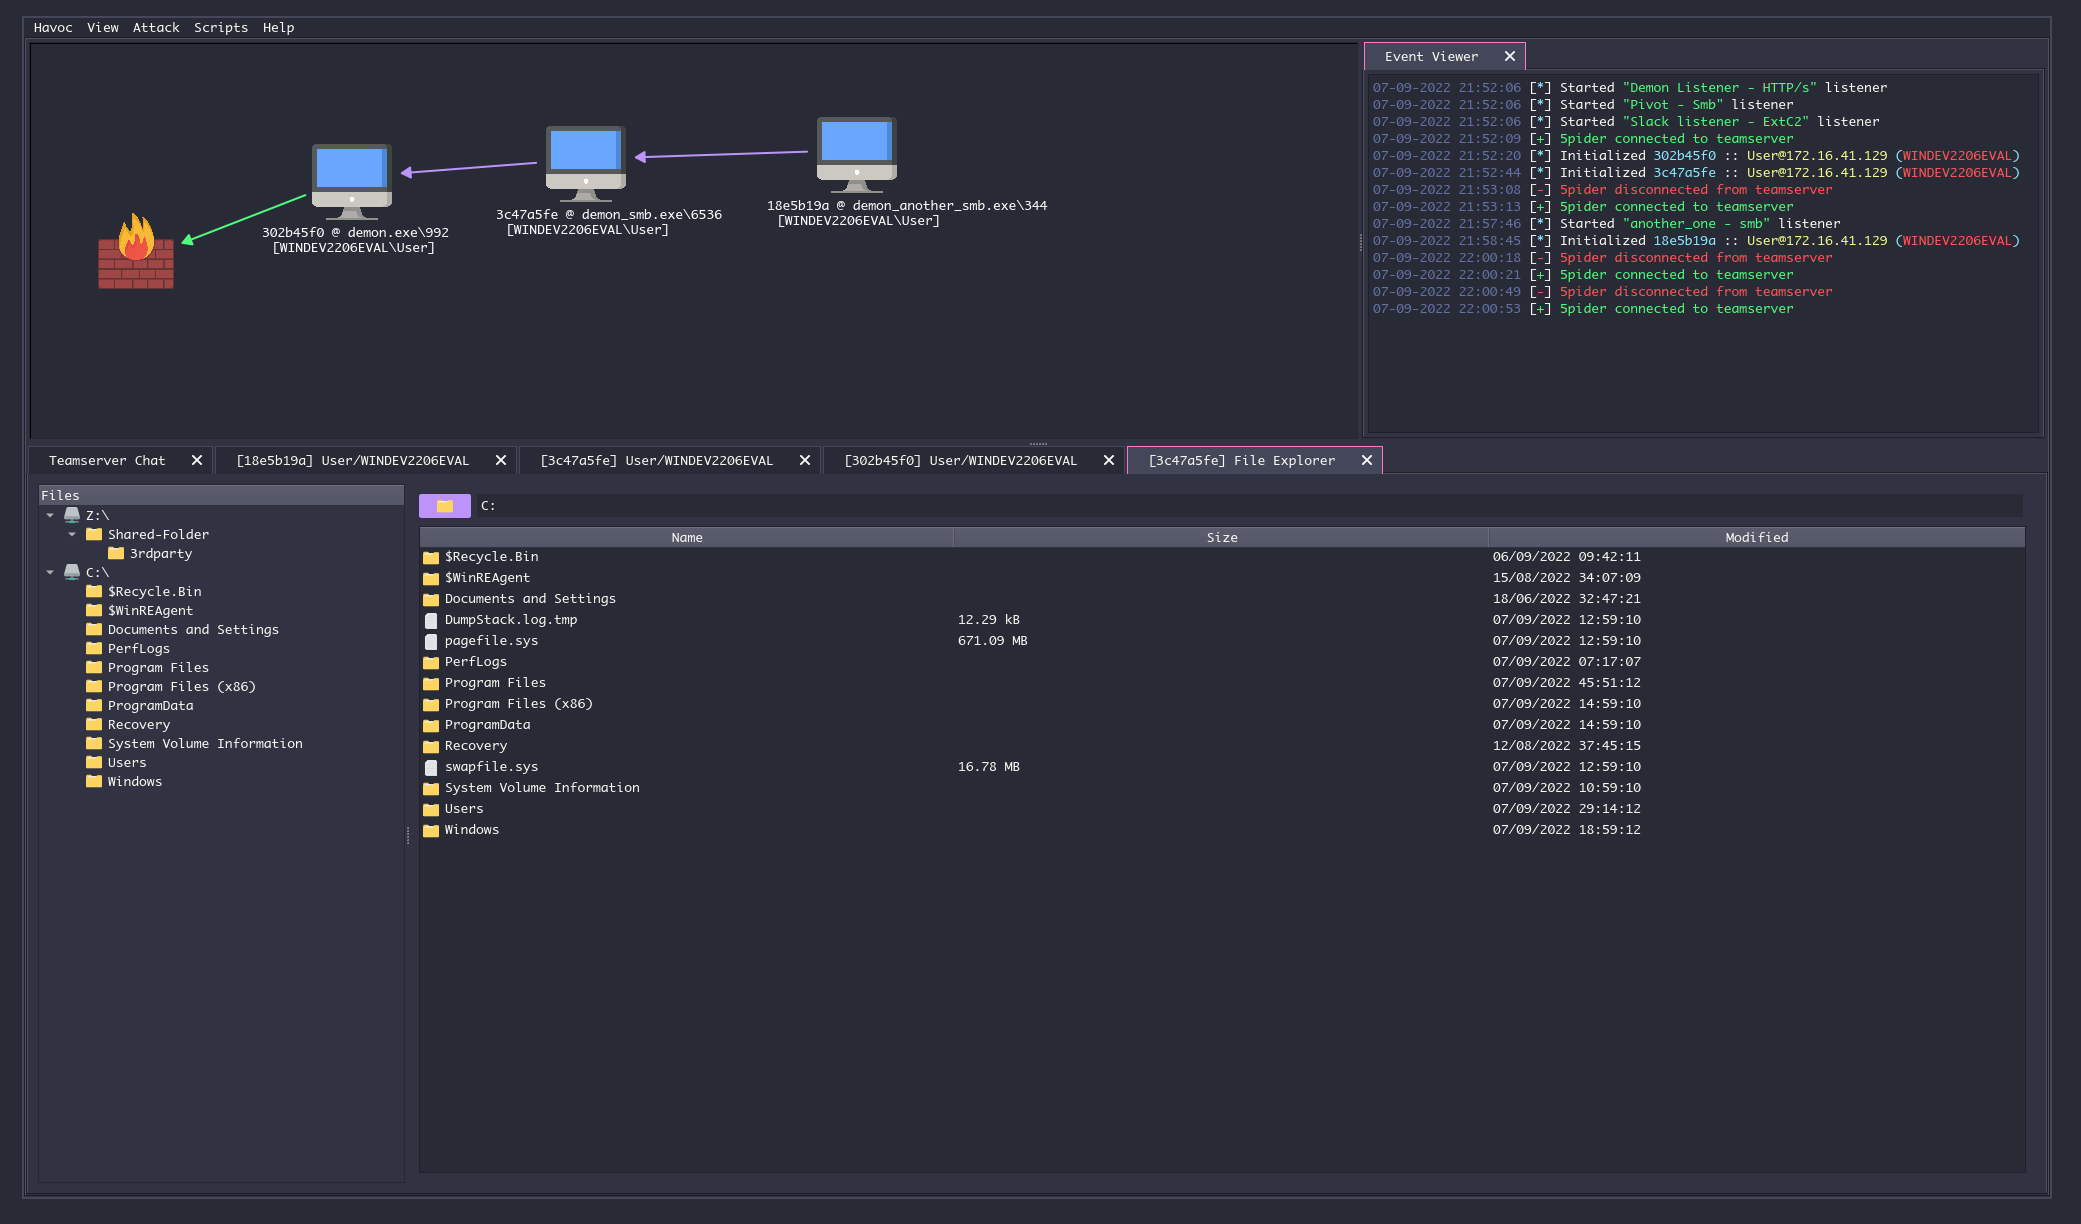 Havoc View Attack Scripts Help
302b45f0 @ demon.exe\992
[WINDEV2206EVAL\User]
3c47a5fe @ demon_smb.exe\6536
[WINDEV2206EVAL\User]
18e5b19a @ demon_another_smb.exe\344
[WINDEV2206EVAL\User]
Event Viewer
07-09-2022 21:52:06 [*] Started "Demon Listener - HTTP/s" listener
07-09-2022 21:52:06 [*] Started "Pivot - Smb" listener
07-09-2022 21:52:06 [*] Started "Slack listener - ExtC2" listener
07-09-2022 21:52:09 [+] 5pider connected to teamserver
07-09-2022 21:52:20 [*] Initialized 302b45f0 :: User@172.16.41.129 (WINDEV2206EVAL)
07-09-2022 21:52:44 [*] Initialized 3c47a5fe :: User@172.16.41.129 (WINDEV2206EVAL)
07-09-2022 21:53:08 [-] 5pider disconnected from teamserver
07-09-2022 21:53:13 [+] 5pider connected to teamserver
07-09-2022 21:57:46 [*] Started "another_one - smb" listener
07-09-2022 21:58:45 [*] Initialized 18e5b19a :: User@172.16.41.129 (WINDEV2206EVAL)
07-09-2022 22:00:18 [-] 5pider disconnected from teamserver
07-09-2022 22:00:21 [+] 5pider connected to teamserver
07-09-2022 22:00:49 [-] 5pider disconnected from teamserver
07-09-2022 22:00:53 [+] 5pider connected to teamserver
Teamserver Chat [18e5b19a] User/WINDEV2206EVAL [3c47a5fe] User/WINDEV2206EVAL [302b45f0] User/WINDEV2206EVAL [3c47a5fe] File Explorer
Files
Z:\
Shared-Folder
3rdparty
C:\
$Recycle.Bin
$WinREAgent
Documents and Settings
PerfLogs
Program Files
Program Files (x86)
ProgramData
Recovery
System Volume Information
Users
Windows
C:
Name Size Modified
$Recycle.Bin 06/09/2022 09:42:11
$WinREAgent 15/08/2022 34:07:09
Documents and Settings 18/06/2022 32:47:21
DumpStack.log.tmp 12.29 kB 07/09/2022 12:59:10
pagefile.sys 671.09 MB 07/09/2022 12:59:10
PerfLogs 07/09/2022 07:17:07
Program Files 07/09/2022 45:51:12
Program Files (x86) 07/09/2022 14:59:10
ProgramData 07/09/2022 14:59:10
Recovery 12/08/2022 37:45:15
swapfile.sys 16.78 MB 07/09/2022 12:59:10
System Volume Information 07/09/2022 10:59:10
Users 07/09/2022 29:14:12
Windows 07/09/2022 18:59:12